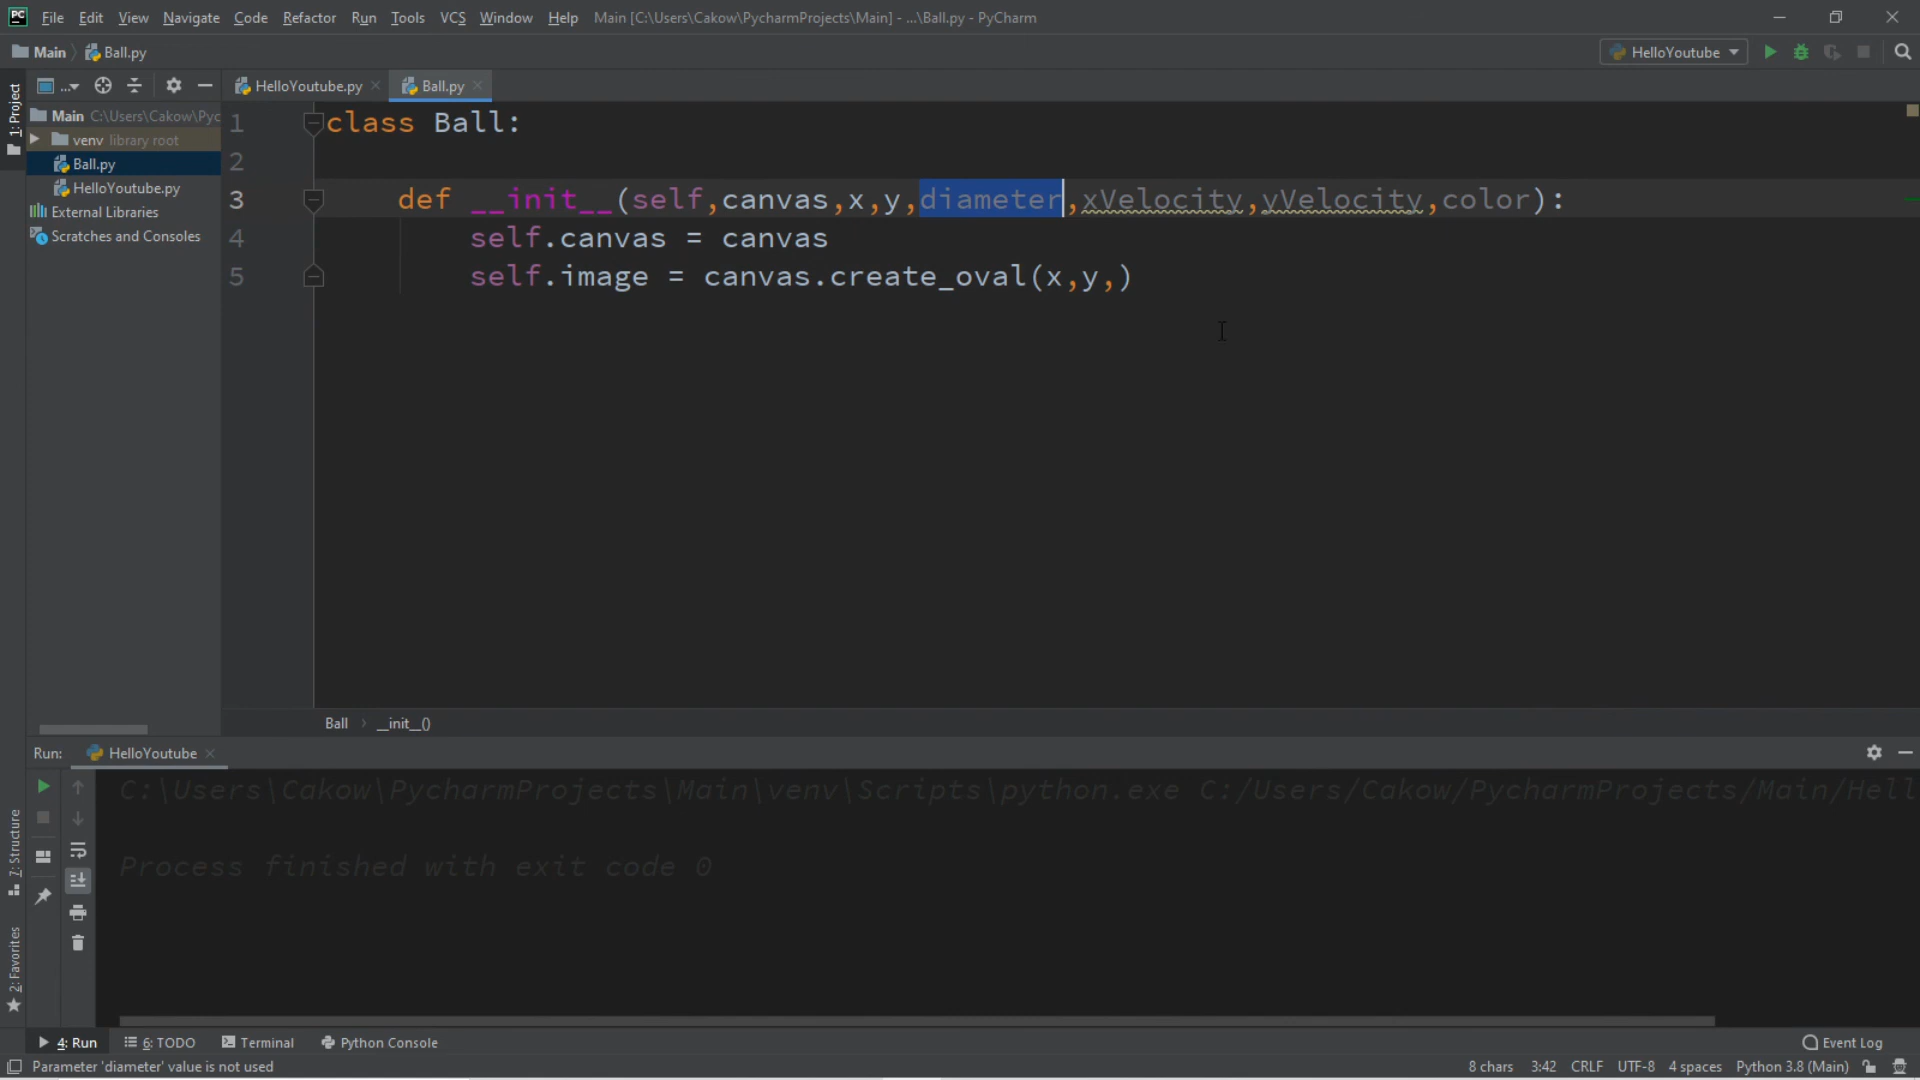 PC File Edit View Navigate Code Refactor Run Tools VCS Window Help Main [C:\Users\Cakow\PycharmProjects\Main] - ...\Ball.py - PyCharm
Main Ball.py HelloYoutube
1: Project ... HelloYoutube.py Ball.py
Main C:\Users\Cakow\Pyc
venv library root
Ball.py
HelloYoutube.py
External Libraries
Scratches and Consoles
1 class Ball:
2
3 def __init__(self,canvas,x,y,diameter,xVelocity,yVelocity,color):
4 self.canvas = canvas
5 self.image = canvas.create_oval(x,y,)
Ball __init__()
Run: HelloYoutube
C:\Users\Cakow\PycharmProjects\Main\venv\Scripts\python.exe C:/Users/Cakow/PycharmProjects/Main/Hell
Process finished with exit code 0
7: Structure
2: Favorites
4: Run 6: TODO Terminal Python Console Event Log
Parameter 'diameter' value is not used 8 chars 3:42 CRLF UTF-8 4 spaces Python 3.8 (Main)